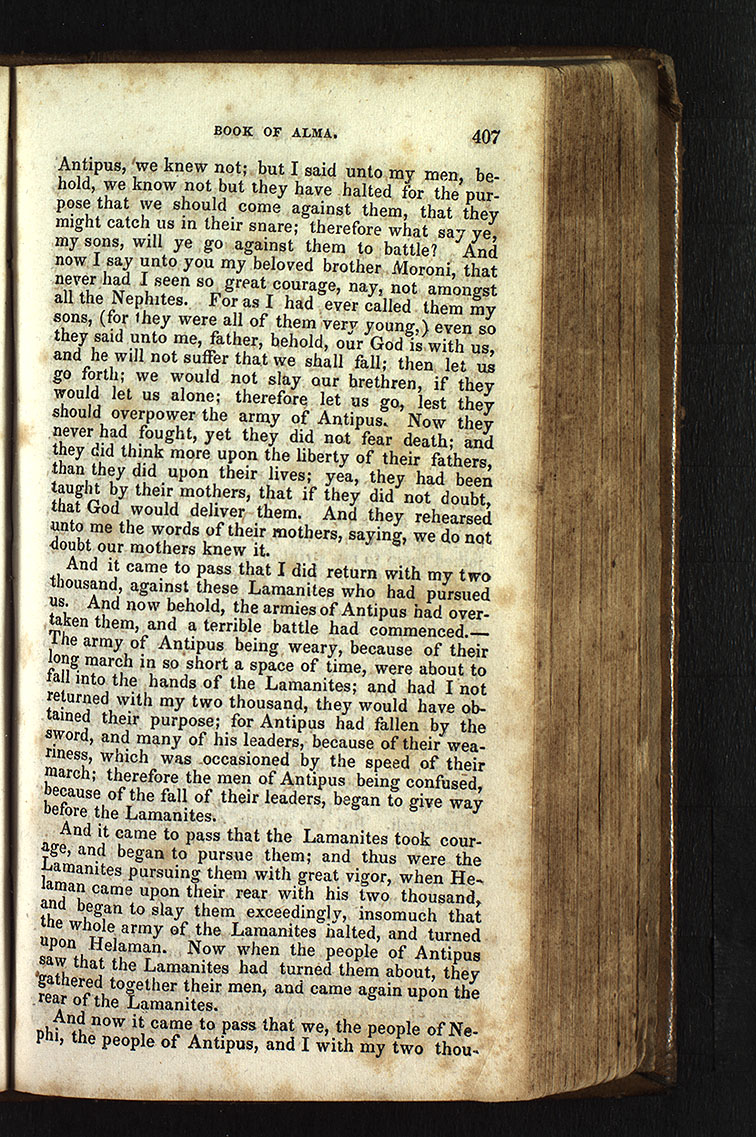 BOOK OF ALMA. 407
Antipus, we knew not; but I said unto my men, be-
hold, we know not but they have halted for the pur-
pose that we should come against them, that they
might catch us in their snare; therefore what say ye,
my sons, will ye go against them to battle? And
now I say unto you my beloved brother Moroni, that
never had I seen so great courage, nay, not amongst
all the Nephites. For as I had ever called them my
sons, (for they were all of them very young,) even so
they said unto me, father, behold, our God is with us,
and he will not suffer that we shall fall; then let us
go forth; we would not slay our brethren, if they
would let us alone; therefore let us go, lest they
should overpower the army of Antipus. Now they
never had fought, yet they did not fear death; and
they did think more upon the liberty of their fathers,
than they did upon their lives; yea, they had been
taught by their mothers, that if they did not doubt,
that God would deliver them. And they rehearsed
unto me the words of their mothers, saying, we do not
doubt our mothers knew it.
And it came to pass that I did return with my two
thousand, against these Lamanites who had pursued
us. And now behold, the armies of Antipus had over-
taken them, and a terrible battle had commenced.—
The army of Antipus being weary, because of their
long march in so short a space of time, were about to
fall into the hands of the Lamanites; and had I not
returned with my two thousand, they would have ob-
tained their purpose; for Antipus had fallen by the
sword, and many of his leaders, because of their wea-
riness, which was occasioned by the speed of their
march; therefore the men of Antipus being confused,
because of the fall of their leaders, began to give way
before the Lamanites.
And it came to pass that the Lamanites took cour-
age, and began to pursue them; and thus were the
Lamanites pursuing them with great vigor, when He-
laman came upon their rear with his two thousand,
and began to slay them exceedingly, insomuch that
the whole army of the Lamanites halted, and turned
upon Helaman. Now when the people of Antipus
saw that the Lamanites had turned them about, they
gathered together their men, and came again upon the
rear of the Lamanites.
And now it came to pass that we, the people of Ne-
phi, the people of Antipus, and I with my two thou-